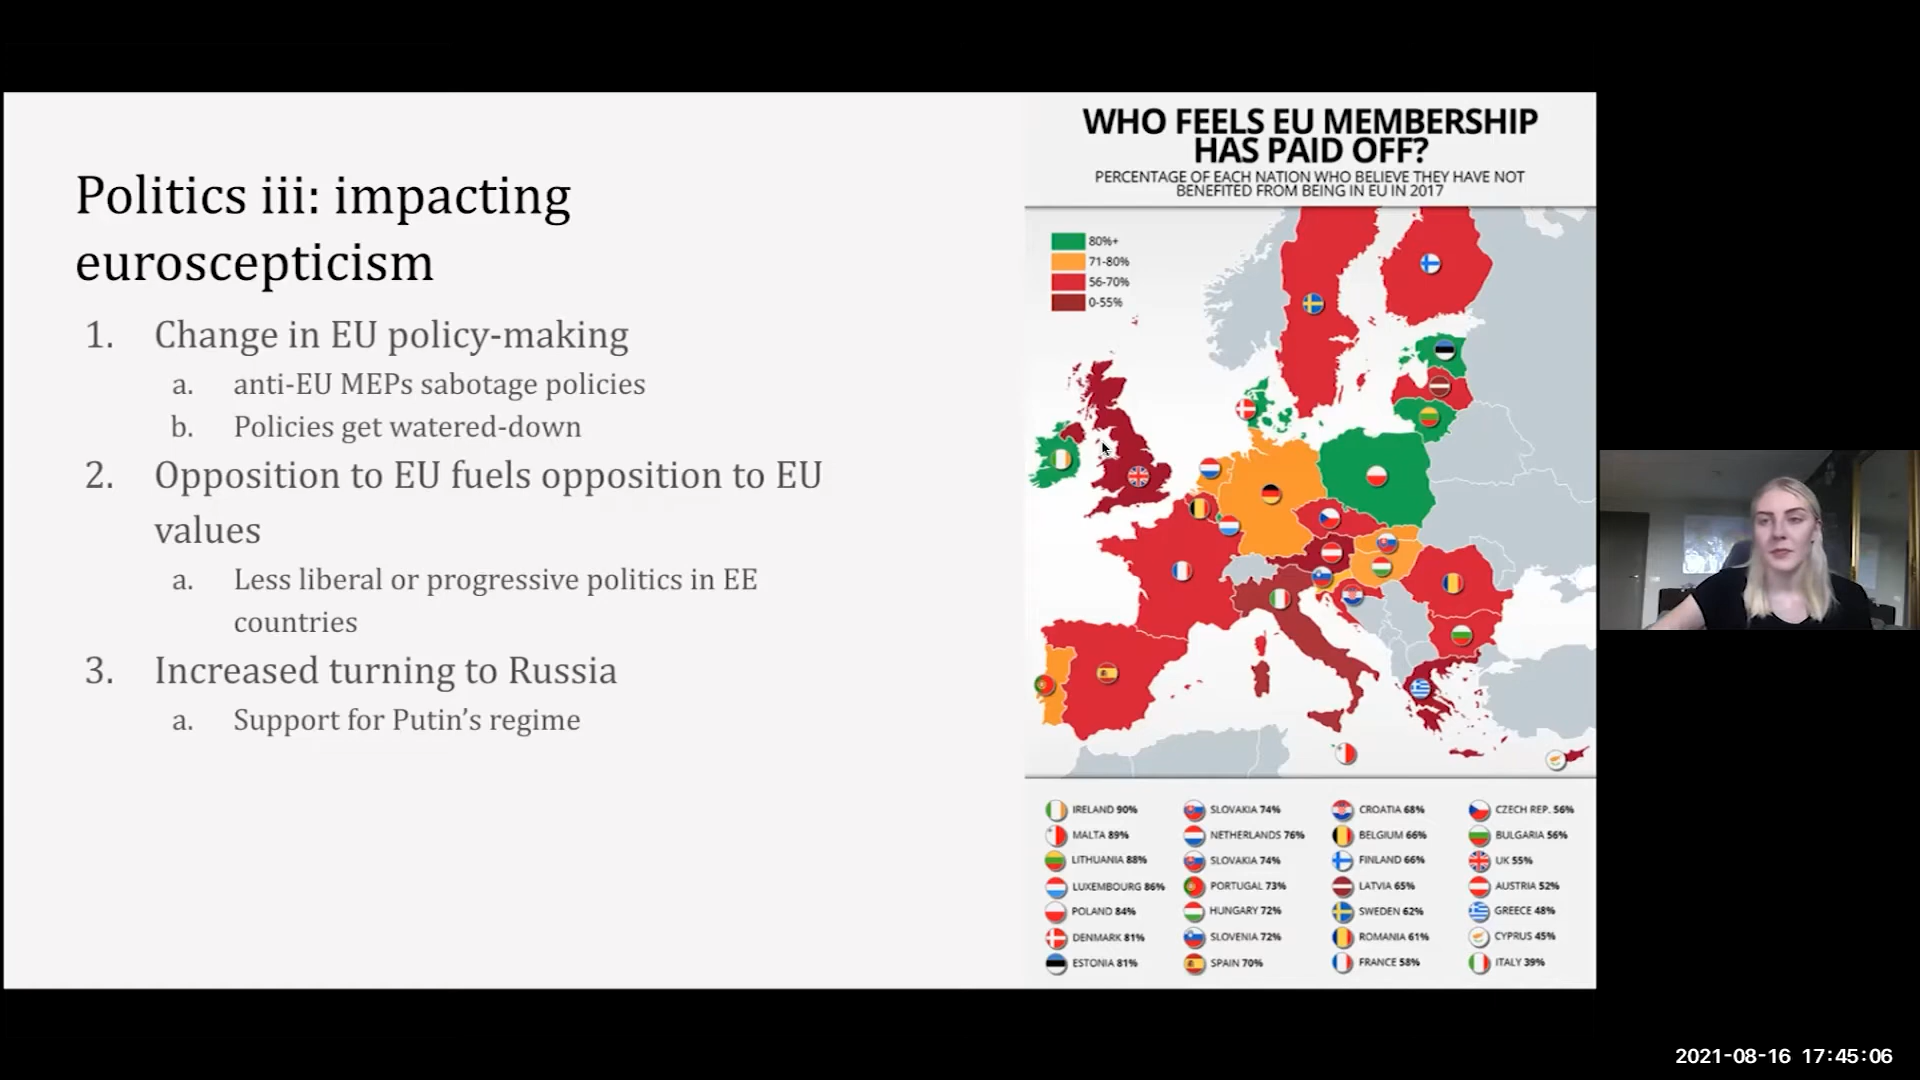 Politics iii: impacting
euroscepticism
1. Change in EU policy-making
a. anti-EU MEPs sabotage policies
b. Policies get watered-down
2. Opposition to EU fuels opposition to EU
values
a. Less liberal or progressive politics in EE
countries
3. Increased turning to Russia
a. Support for Putin's regime
WHO FEELS EU MEMBERSHIP
HAS PAID OFF?
PERCENTAGE OF EACH NATION WHO BELIEVE THEY HAVE NOT
BENEFITED FROM BEING IN EU IN 2017
80%+
71-80%
56-70%
0-55%
IRELAND 90%
MALTA 89%
LITHUANIA 88%
LUXEMBOURG 86%
POLAND 84%
DENMARK 81%
ESTONIA 81%
SLOVAKIA 74%
NETHERLANDS 76%
SLOVAKIA 74%
PORTUGAL 73%
HUNGARY 72%
SLOVENIA 72%
SPAIN 70%
CROATIA 68%
BELGIUM 66%
FINLAND 66%
LATVIA 65%
SWEDEN 62%
ROMANIA 61%
FRANCE 58%
CZECH REP. 56%
BULGARIA 56%
UK 55%
AUSTRIA 52%
GREECE 48%
CYPRUS 45%
ITALY 39%
2021-08-16 17:45:06